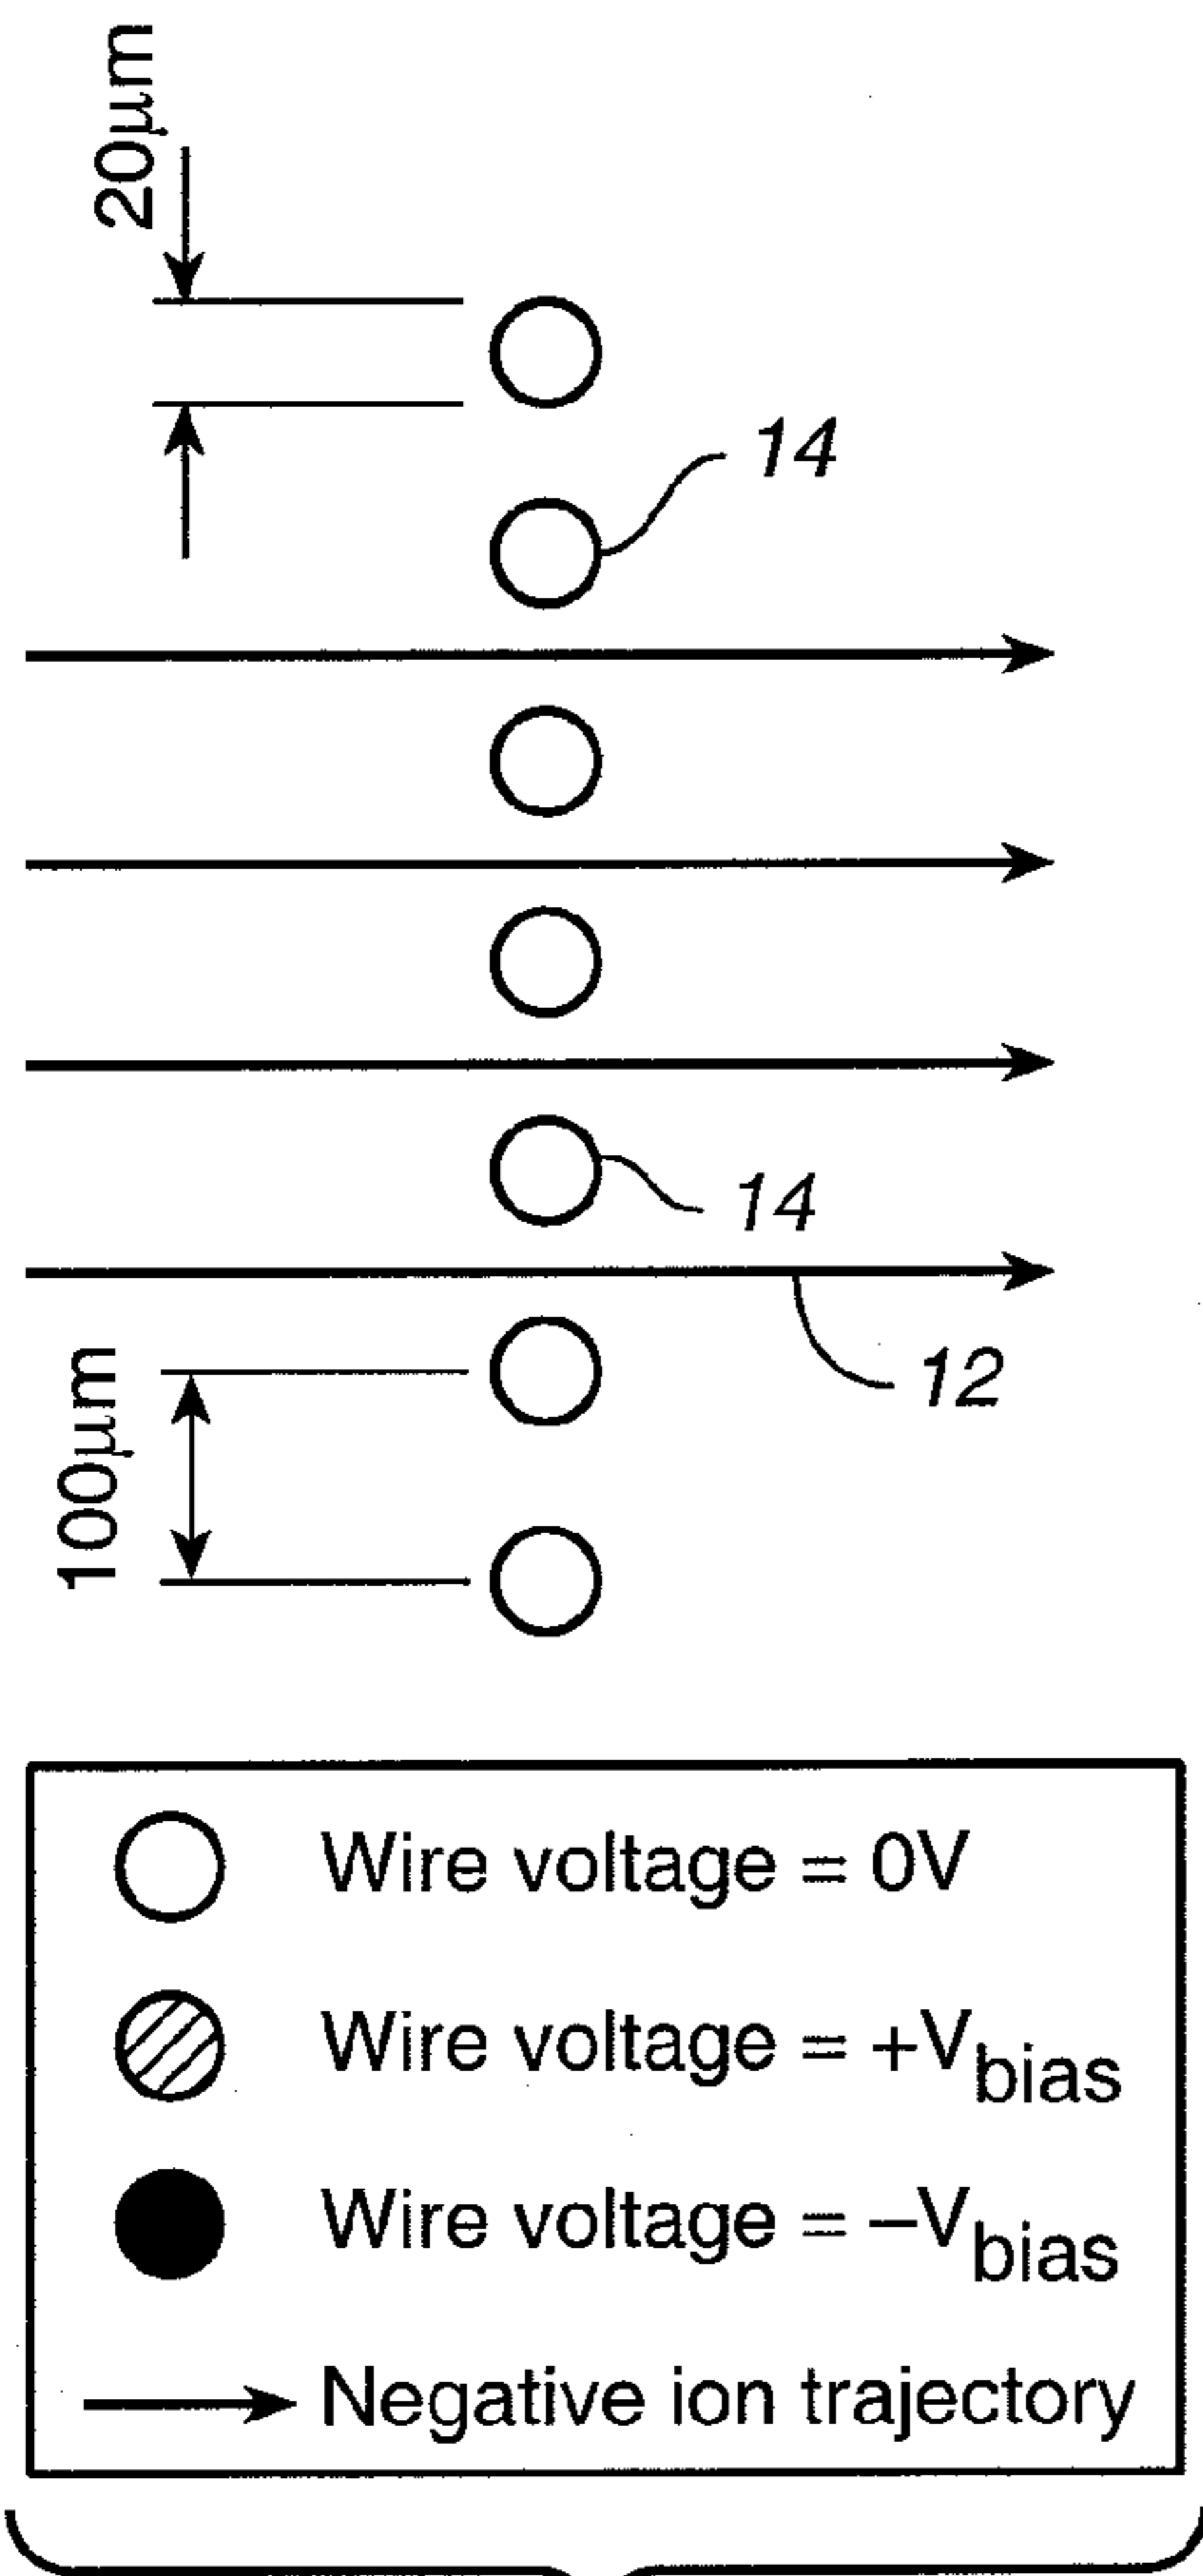 20μm
14
14
12
100μm
Wire voltage = 0V
Wire voltage = +Vbias
Wire voltage = –Vbias
Negative ion trajectory